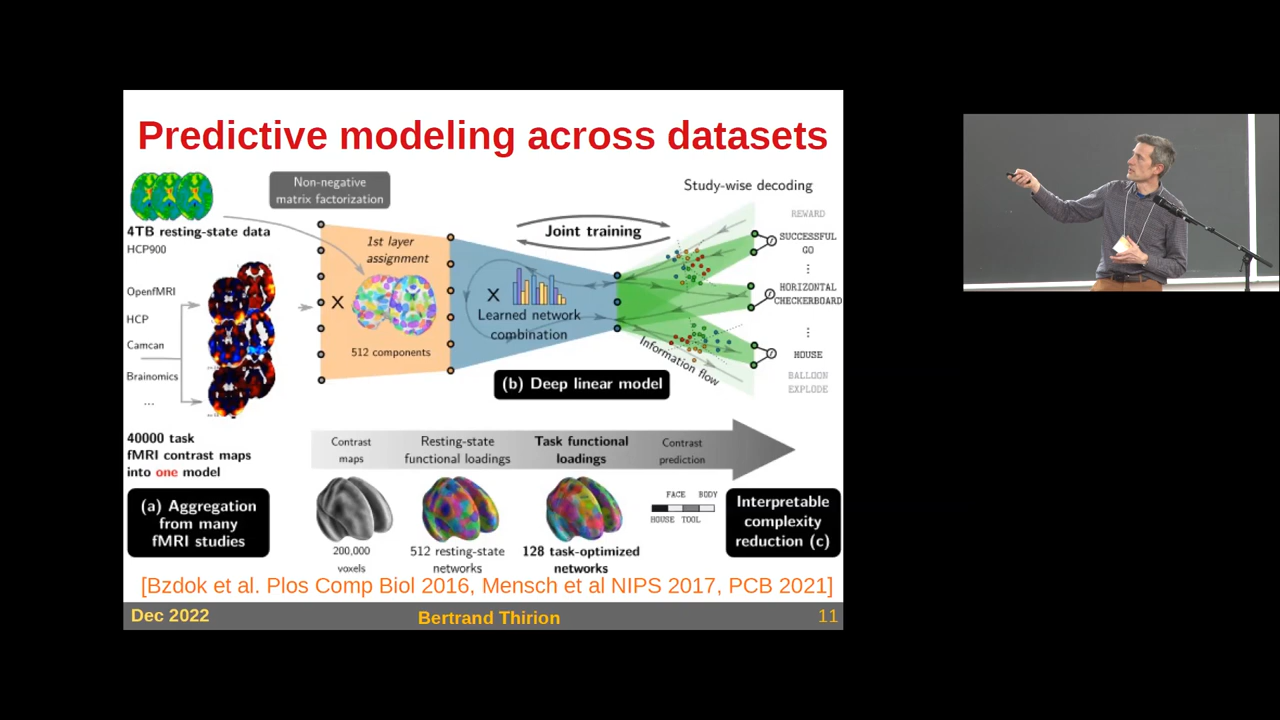 Predictive modeling across datasets
Non-negative
matrix factorization
Study-wise decoding
4TB resting-state data
HCP900
OpenfMRI
HCP
Camcan
Brainomics
...
1st layer
assignment
X
512 components
Joint training
X
Learned network
combination
Information flow
REWARD
SUCCESSFUL
GO
HORIZONTAL
CHECKERBOARD
HOUSE
BALLOON
EXPLODE
(b) Deep linear model
40000 task
fMRI contrast maps
into one model
(a) Aggregation
from many
fMRI studies
Contrast
maps
Resting-state
functional loadings
Task functional
loadings
Contrast
prediction
200,000
voxels
512 resting-state
networks
128 task-optimized
networks
FACE BODY
HOUSE TOOL
Interpretable
complexity
reduction (c)
[Bzdok et al. Plos Comp Biol 2016, Mensch et al NIPS 2017, PCB 2021]
Dec 2022
Bertrand Thirion
11